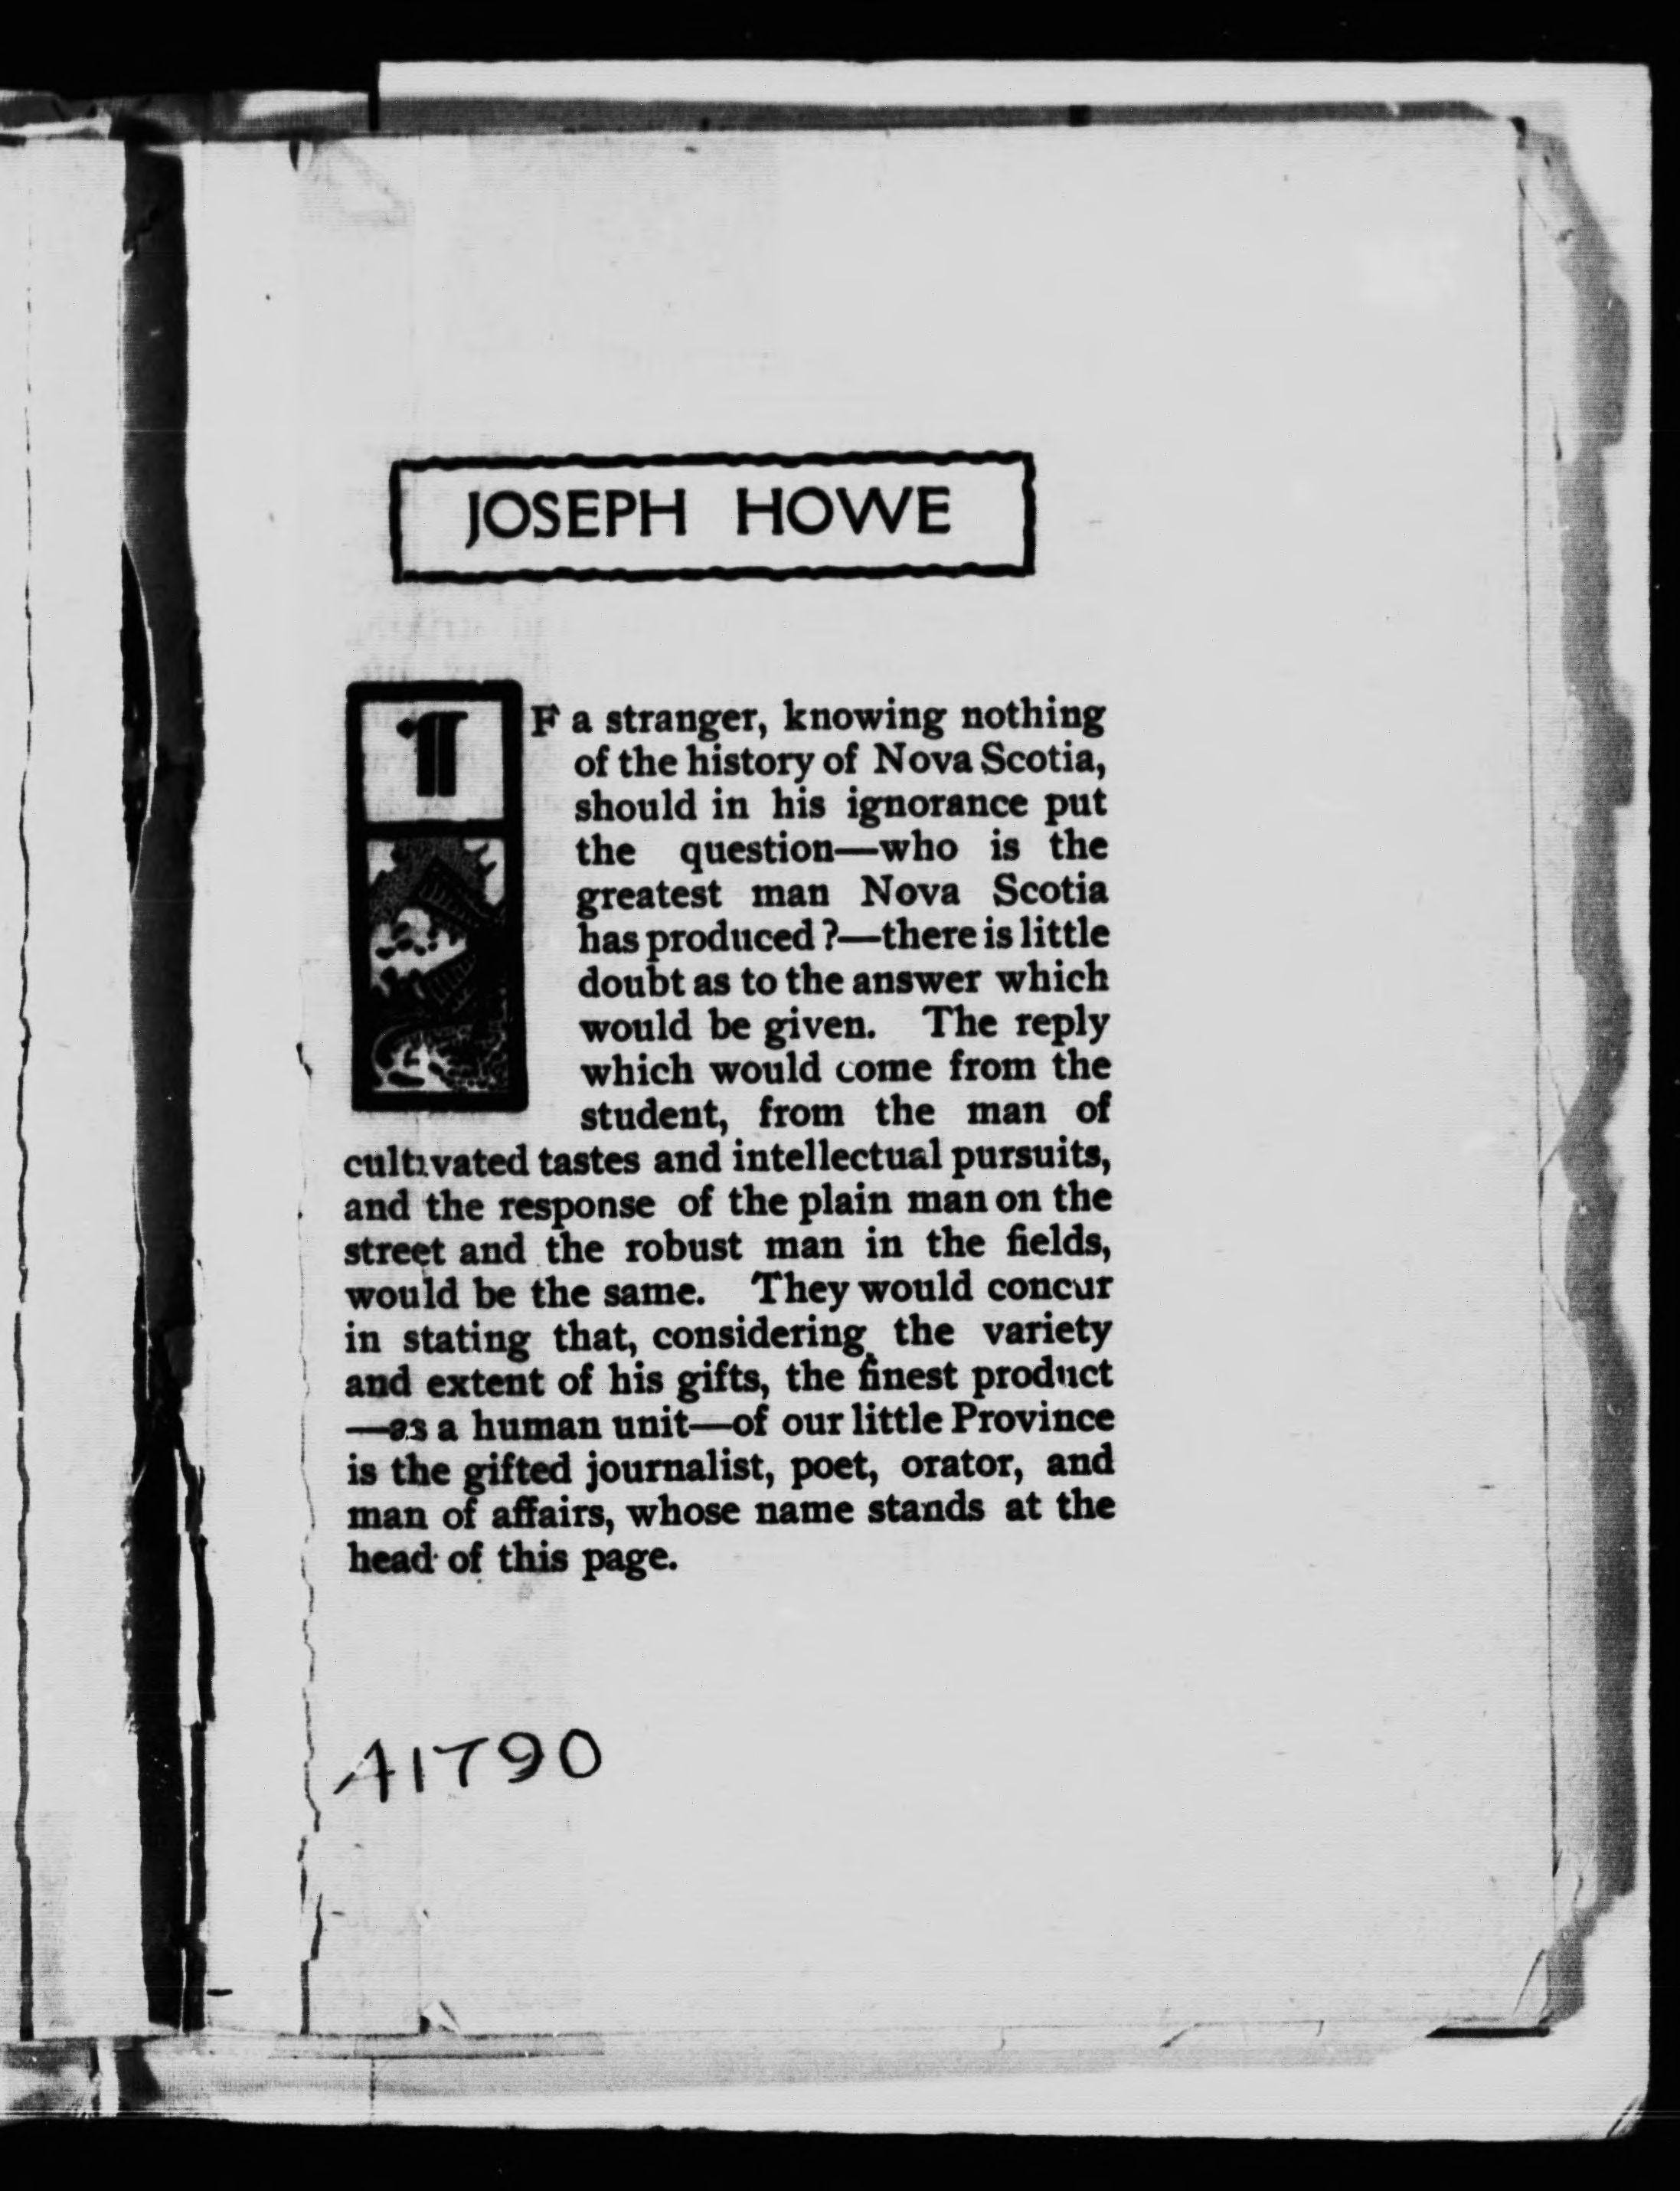 JOSEPH HOWE
IF a stranger, knowing nothing
of the history of Nova Scotia,
should in his ignorance put
the question—who is the
greatest man Nova Scotia
has produced?—there is little
doubt as to the answer which
would be given. The reply
which would come from the
student, from the man of
cultivated tastes and intellectual pursuits,
and the response of the plain man on the
street and the robust man in the fields,
would be the same. They would concur
in stating that, considering the variety
and extent of his gifts, the finest product
—as a human unit—of our little Province
is the gifted journalist, poet, orator, and
man of affairs, whose name stands at the
head of this page.
A1790